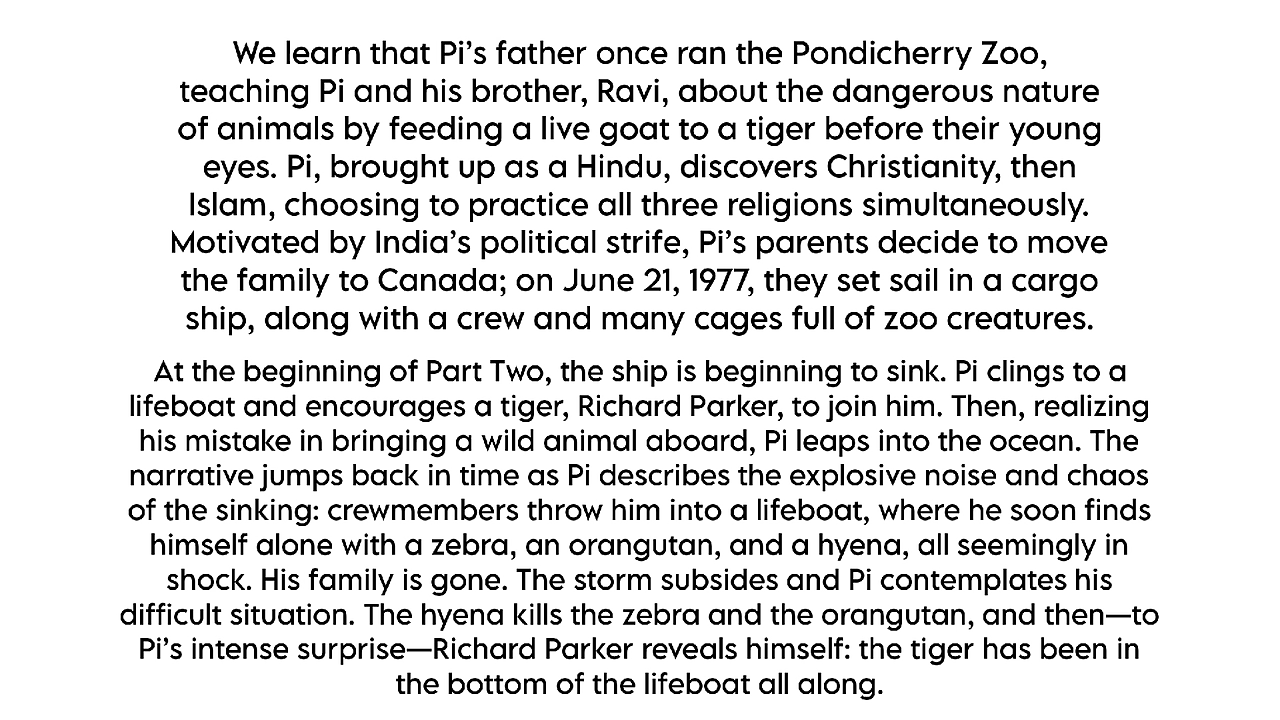 We learn that Pi’s father once ran the Pondicherry Zoo,
teaching Pi and his brother, Ravi, about the dangerous nature
of animals by feeding a live goat to a tiger before their young
eyes. Pi, brought up as a Hindu, discovers Christianity, then
Islam, choosing to practice all three religions simultaneously.
Motivated by India’s political strife, Pi’s parents decide to move
the family to Canada; on June 21, 1977, they set sail in a cargo
ship, along with a crew and many cages full of zoo creatures.
At the beginning of Part Two, the ship is beginning to sink. Pi clings to a
lifeboat and encourages a tiger, Richard Parker, to join him. Then, realizing
his mistake in bringing a wild animal aboard, Pi leaps into the ocean. The
narrative jumps back in time as Pi describes the explosive noise and chaos
of the sinking: crewmembers throw him into a lifeboat, where he soon finds
himself alone with a zebra, an orangutan, and a hyena, all seemingly in
shock. His family is gone. The storm subsides and Pi contemplates his
difficult situation. The hyena kills the zebra and the orangutan, and then—to
Pi’s intense surprise—Richard Parker reveals himself: the tiger has been in
the bottom of the lifeboat all along.